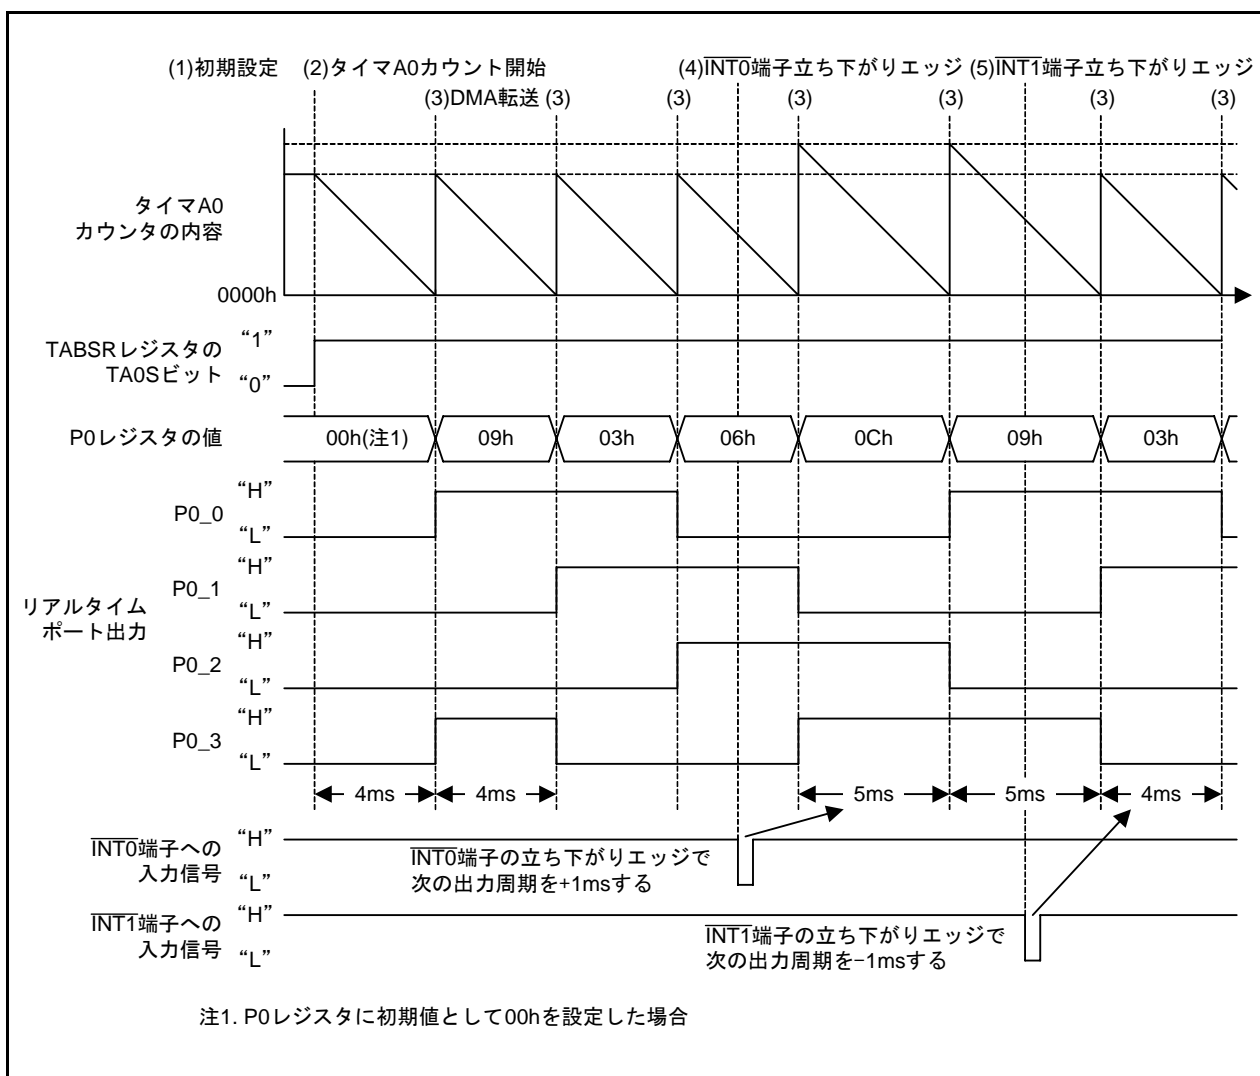 (1)初期設定 (2)タイマA0カウント開始 (4)INT0端子立ち下がりエッジ (5)INT1端子立ち下がりエッジ
(3)DMA転送 (3) (3) (3) (3) (3) (3)
タイマA0
カウンタの内容
0000h
TABSRレジスタの
TA0Sビット
“1”
“0”
P0レジスタの値 00h(注1) 09h 03h 06h 0Ch 09h 03h
リアルタイム
ポート出力
P0_0
“H”
“L”
P0_1
“H”
“L”
P0_2
“H”
“L”
P0_3
“H”
“L”
4ms 4ms 5ms 5ms 4ms
INT0端子への
入力信号
“H”
“L”
INT0端子の立ち下がりエッジで
次の出力周期を+1msする
INT1端子への
入力信号
“H”
“L”
INT1端子の立ち下がりエッジで
次の出力周期を−1msする
注1. P0レジスタに初期値として00hを設定した場合